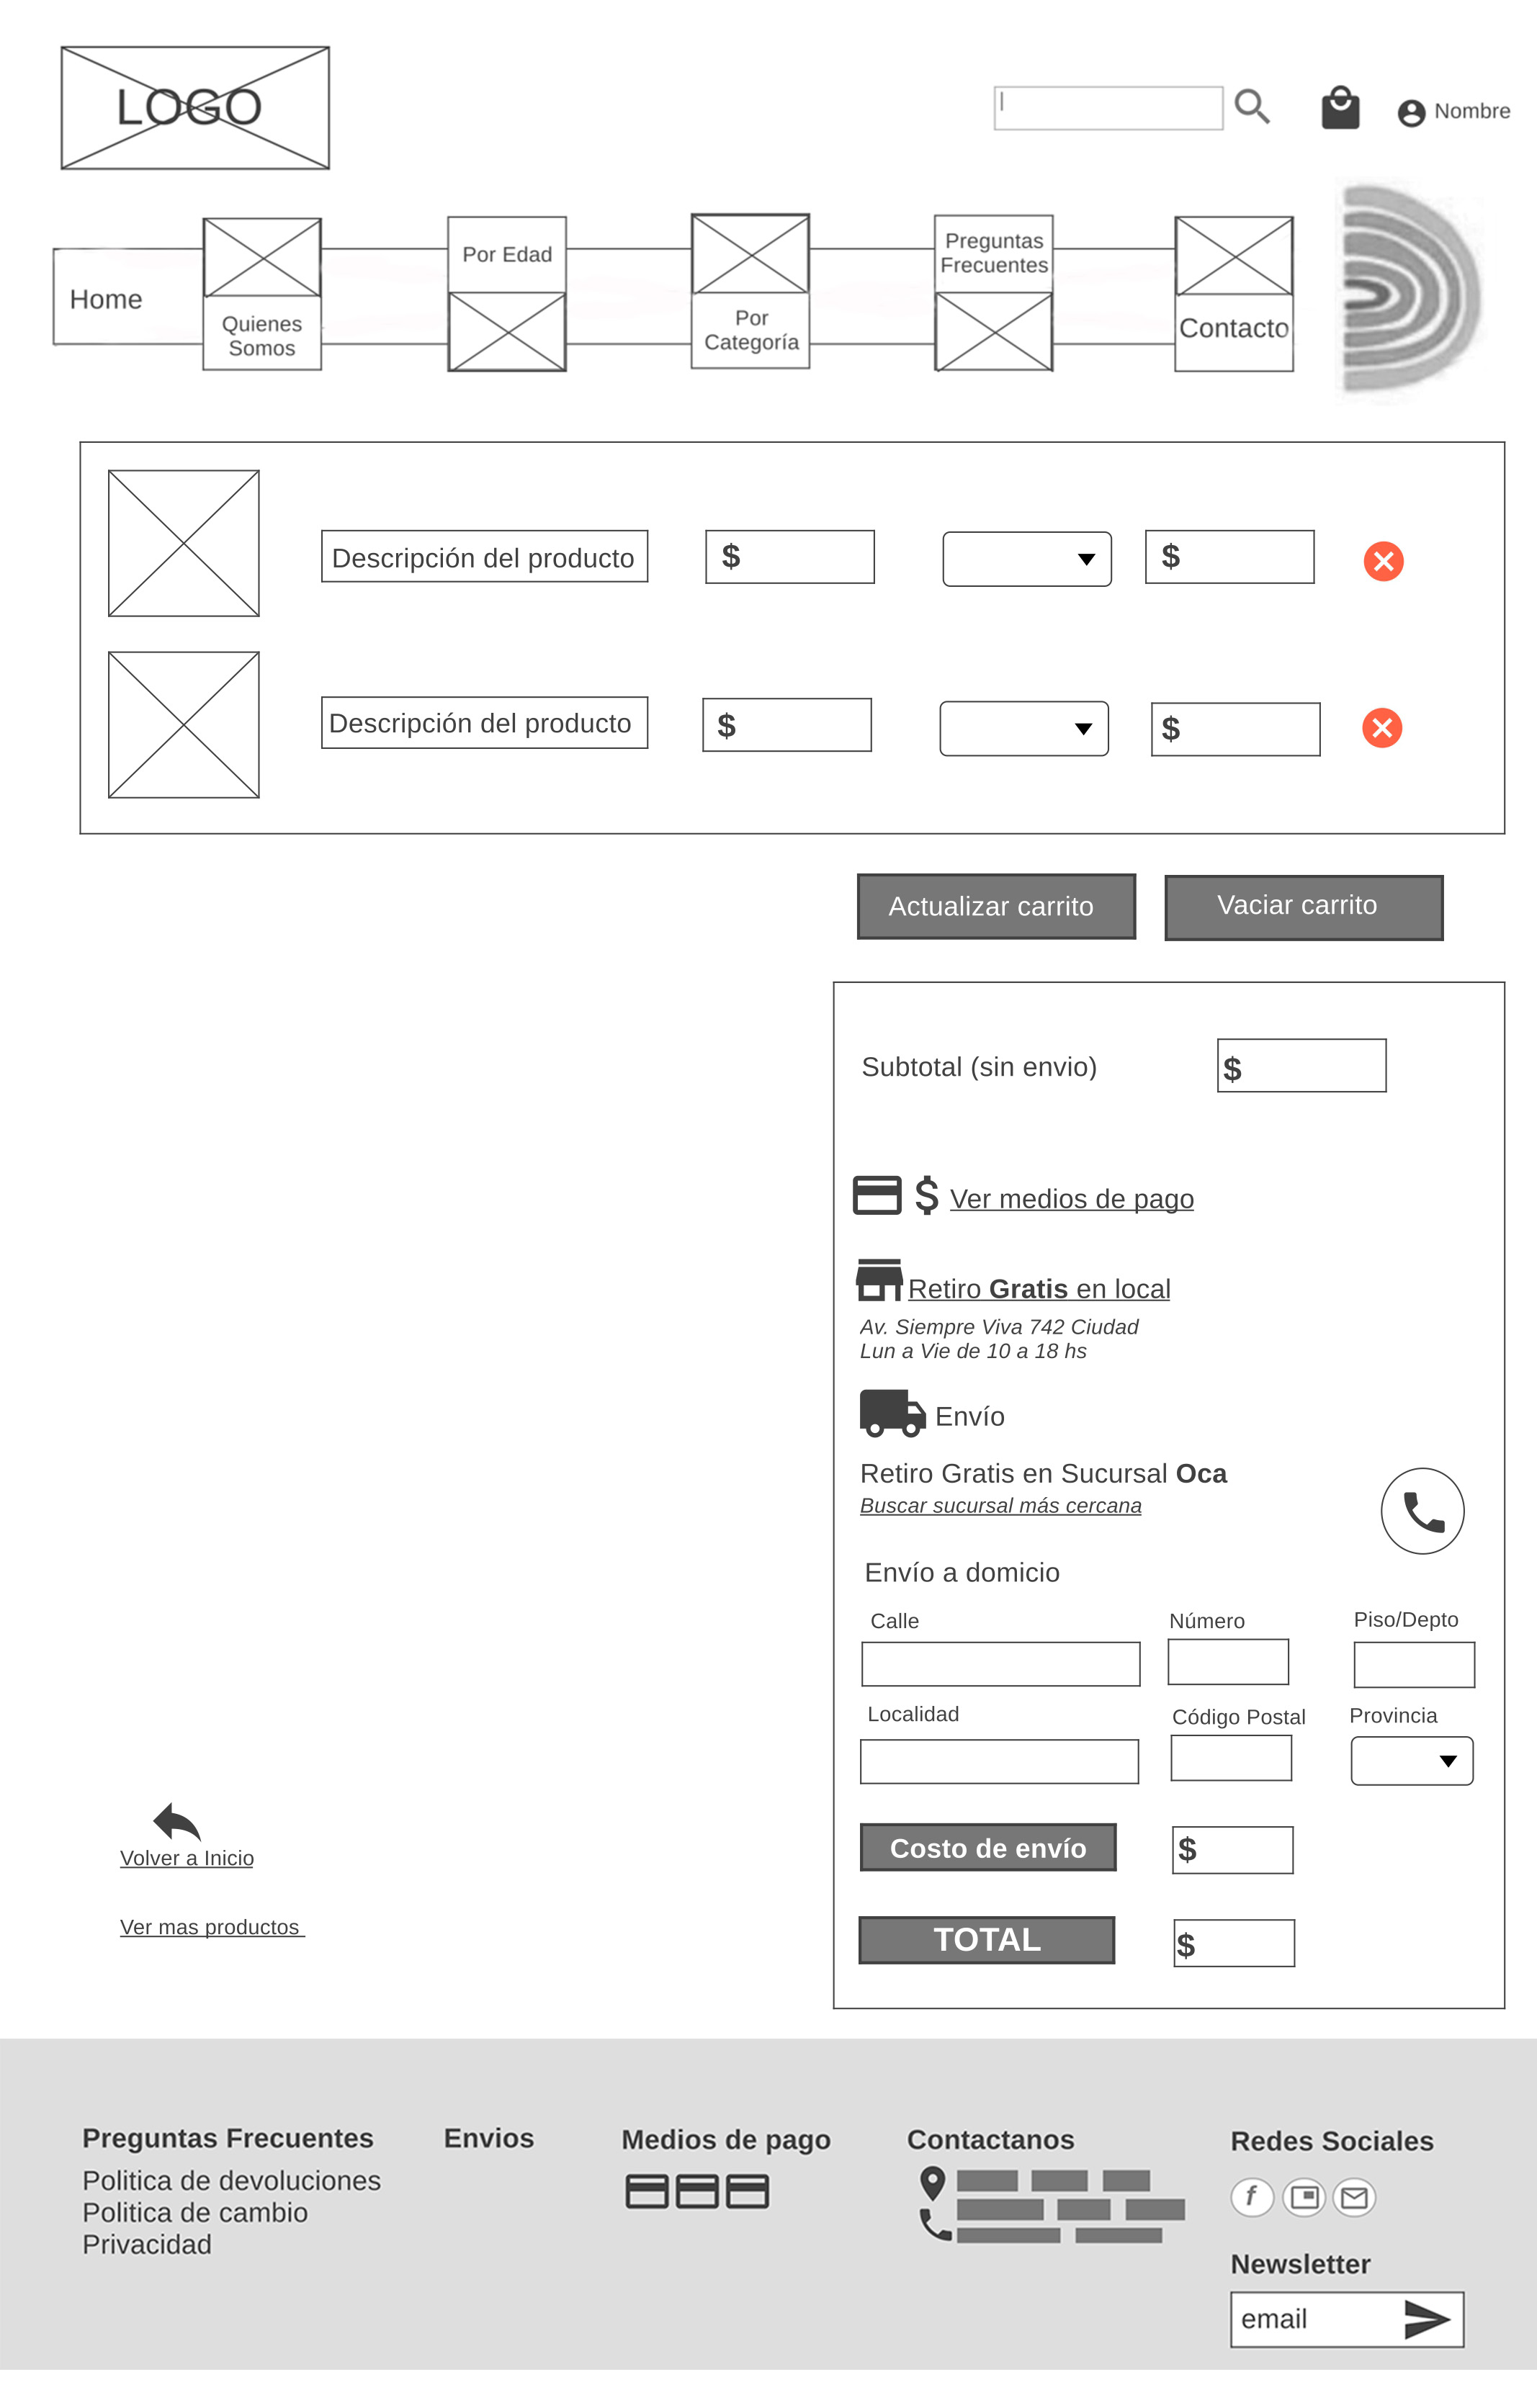 LOGO
Nombre
Home
Quienes
Somos
Por Edad
Por
Categoría
Preguntas
Frecuentes
Contacto
Descripción del producto
$
$
Descripción del producto
$
$
Actualizar carrito
Vaciar carrito
Subtotal (sin envio)
$
$ Ver medios de pago
Retiro Gratis en local
Av. Siempre Viva 742 Ciudad
Lun a Vie de 10 a 18 hs
Envío
Retiro Gratis en Sucursal Oca
Buscar sucursal más cercana
Envío a domicio
Calle
Número
Piso/Depto
Localidad
Código Postal
Provincia
Costo de envío
$
TOTAL
$
Volver a Inicio
Ver mas productos
Preguntas Frecuentes
Politica de devoluciones
Politica de cambio
Privacidad
Envios
Medios de pago
Contactanos
Redes Sociales
f
Newsletter
email